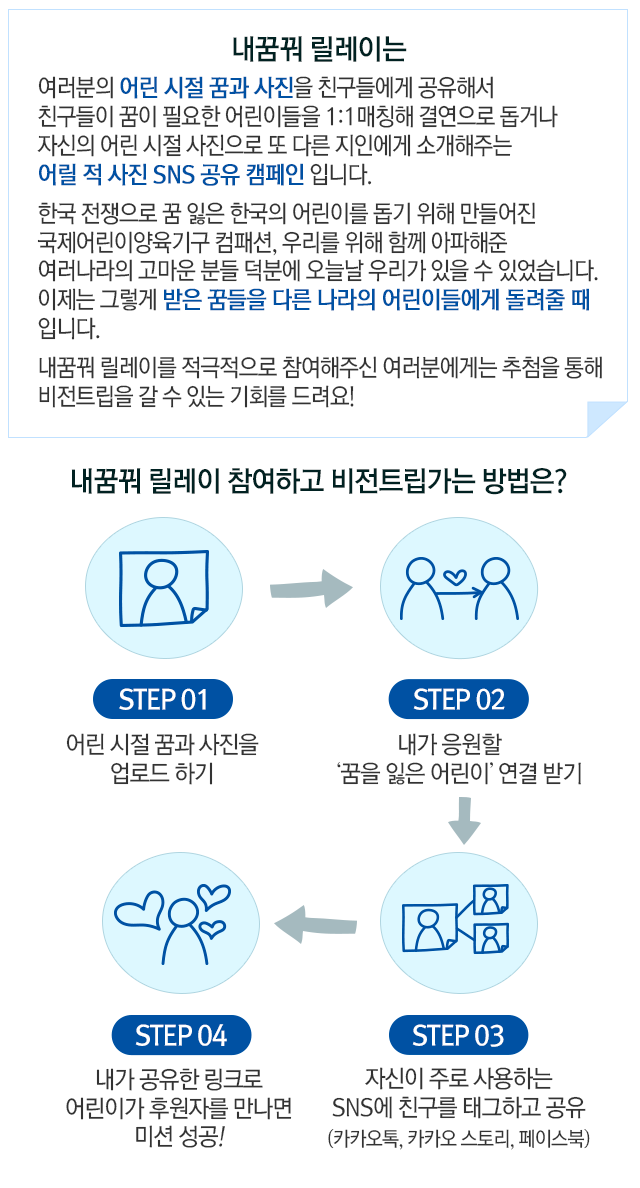 내꿈꿔 릴레이는
여러분의 어린 시절 꿈과 사진을 친구들에게 공유해서
친구들이 꿈이 필요한 어린이들을 1:1매칭해 결연으로 돕거나
자신의 어린 시절 사진으로 또 다른 지인에게 소개해주는
어릴 적 사진 SNS 공유 캠페인 입니다.
한국 전쟁으로 꿈 잃은 한국의 어린이를 돕기 위해 만들어진
국제어린이양육기구 컴패션, 우리를 위해 함께 아파해준
여러나라의 고마운 분들 덕분에 오늘날 우리가 있을 수 있었습니다.
이제는 그렇게 받은 꿈들을 다른 나라의 어린이들에게 돌려줄 때
입니다.
내꿈꿔 릴레이를 적극적으로 참여해주신 여러분에게는 추첨을 통해
비전트립을 갈 수 있는 기회를 드려요!
내꿈꿔 릴레이 참여하고 비전트립가는 방법은?
STEP 01
어린 시절 꿈과 사진을
업로드 하기
STEP 02
내가 응원할
‘꿈을 잃은 어린이’ 연결 받기
STEP 03
자신이 주로 사용하는
SNS에 친구를 태그하고 공유
(카카오톡, 카카오 스토리, 페이스북)
STEP 04
내가 공유한 링크로
어린이가 후원자를 만나면
미션 성공!